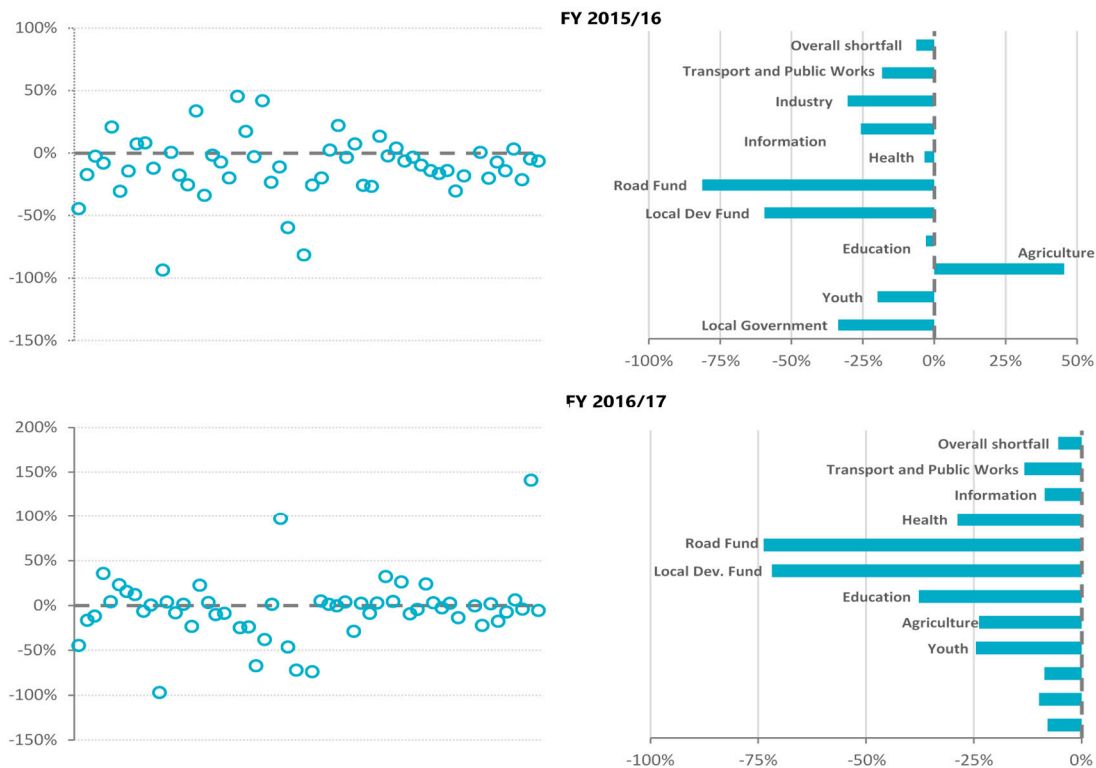 FY 2015/16
100%
50%
0%
-50%
-100%
-150%
Overall shortfall
Transport and Public Works
Industry
Information
Health
Road Fund
Local Dev Fund
Education
Agriculture
Youth
Local Government
-100%
-75%
-50%
-25%
0%
25%
50%
FY 2016/17
200%
150%
100%
50%
0%
-50%
-100%
-150%
Overall shortfall
Transport and Public Works
Information
Health
Road Fund
Local Dev. Fund
Education
Agriculture
Youth
-100%
-75%
-50%
-25%
0%